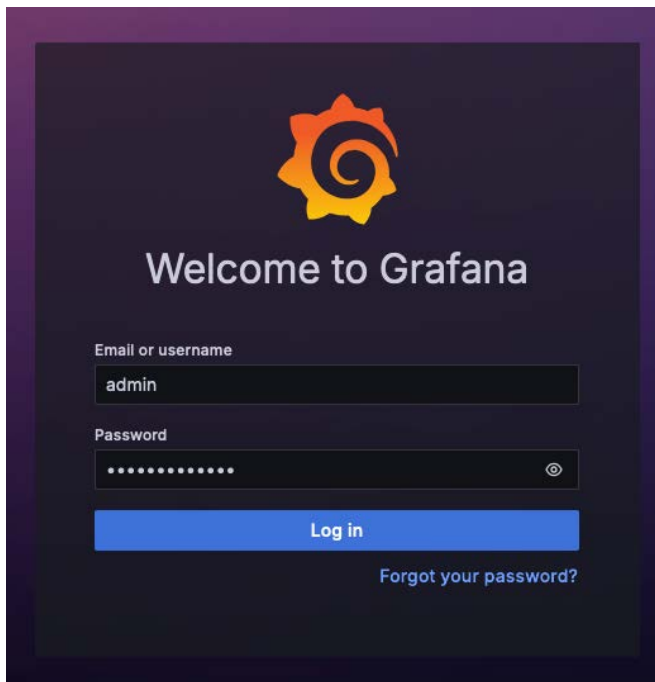 Welcome to Grafana
Email or username
admin
Password
•••••••••••••
Log in
Forgot your password?